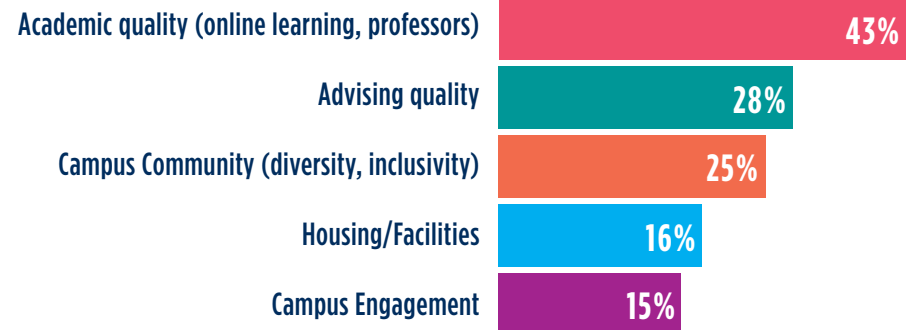 Academic quality (online learning, professors) 43%
Advising quality 28%
Campus Community (diversity, inclusivity) 25%
Housing/Facilities 16%
Campus Engagement 15%